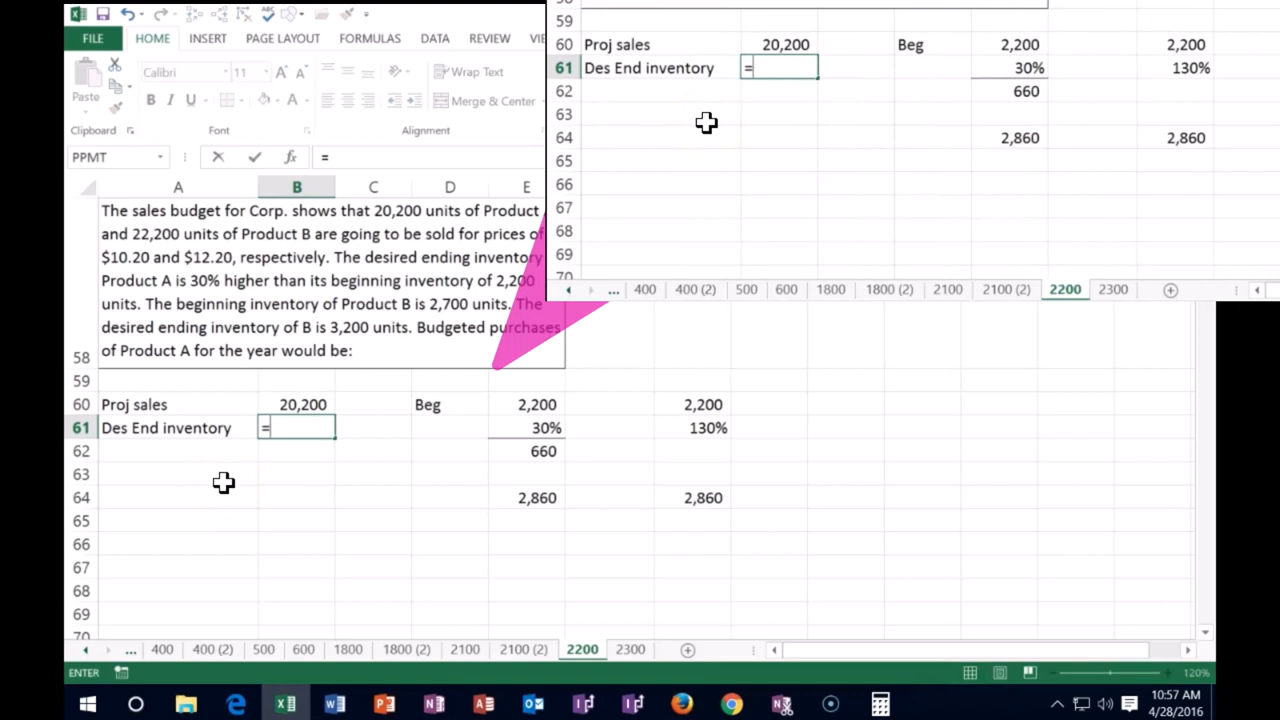 FILE HOME INSERT PAGE LAYOUT FORMULAS DATA REVIEW
Calibri 11 A A Wrap Text
Paste B I U A Merge & Center
Clipboard Font Alignment
PPMT fx =
A B C D E
The sales budget for Corp. shows that 20,200 units of Product
and 22,200 units of Product B are going to be sold for prices of
$10.20 and $12.20, respectively. The desired ending inventory
Product A is 30% higher than its beginning inventory of 2,200
units. The beginning inventory of Product B is 2,700 units. The
desired ending inventory of B is 3,200 units. Budgeted purchases
58 of Product A for the year would be:
59
60 Proj sales 20,200 Beg 2,200 2,200
61 Des End inventory = 30% 130%
62 660
63
64 2,860 2,860
65
66
67
68
69
70
... 400 400 (2) 500 600 1800 1800 (2) 2100 2100 (2) 2200 2300
ENTER 120%
10:57 AM
4/28/2016
59
60 Proj sales 20,200 Beg 2,200 2,200
61 Des End inventory = 30% 130%
62 660
63
64 2,860 2,860
65
66
67
68
69
70
... 400 400 (2) 500 600 1800 1800 (2) 2100 2100 (2) 2200 2300